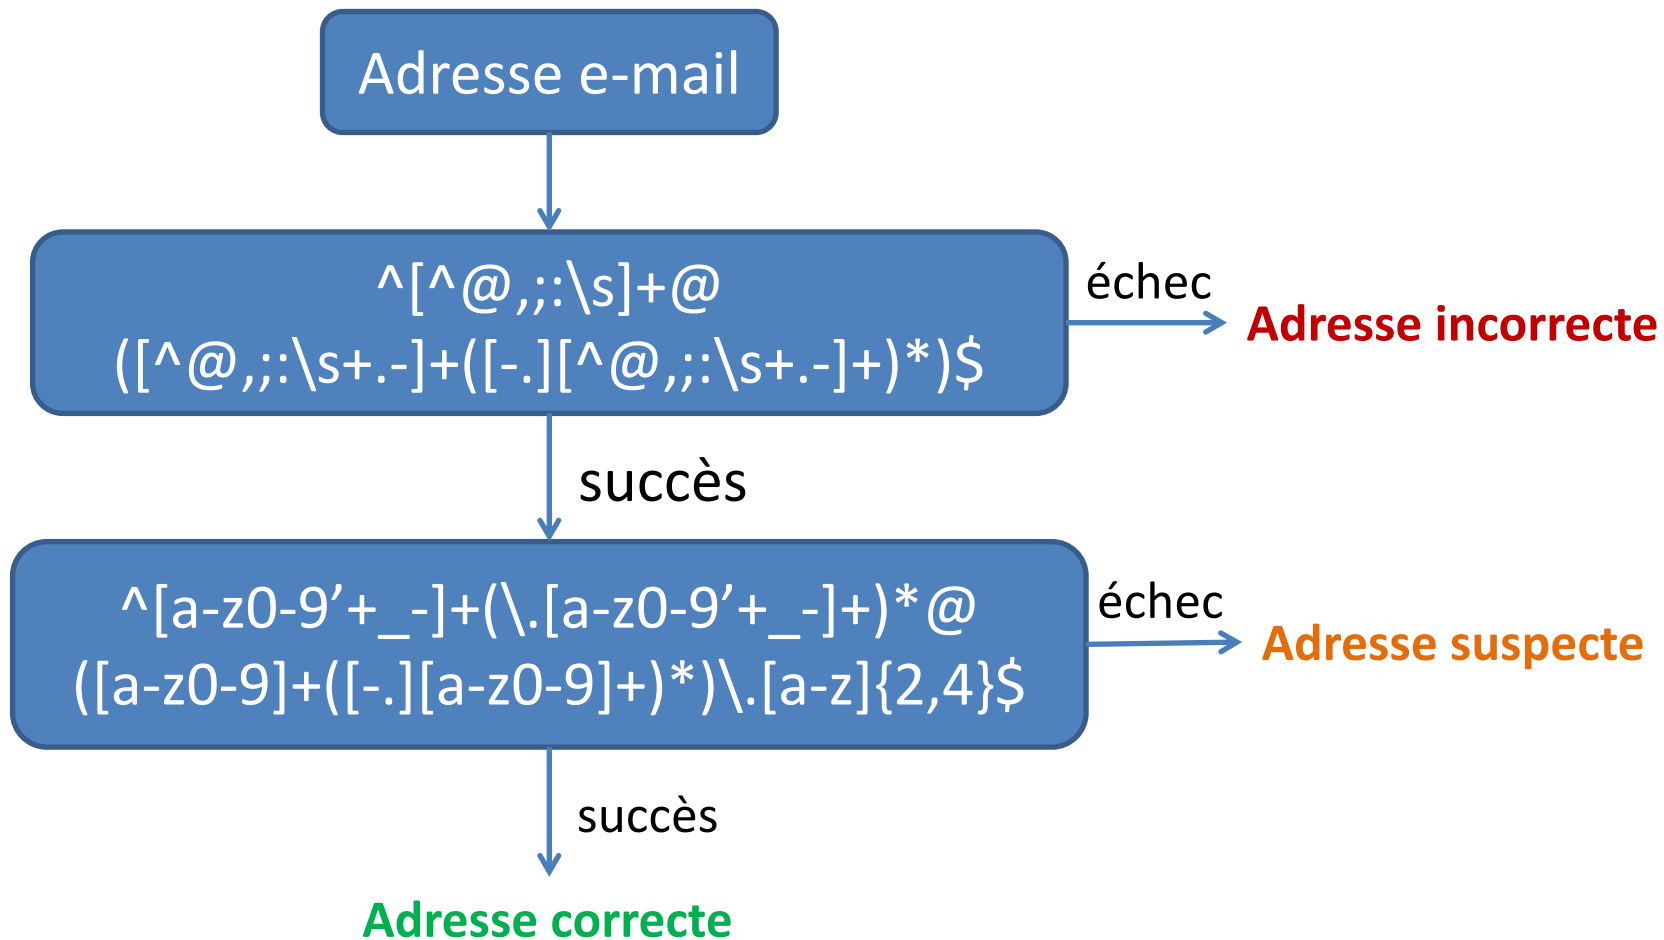 Adresse e-mail
^[^@,;:\s]+@
([^@,;:\s+.-]+([-.][^@,;:\s+.-]+)*)$
échec
Adresse incorrecte
succès
^[a-z0-9’+_-]+(\.[a-z0-9’+_-]+)*@
([a-z0-9]+([-.][a-z0-9]+)*)\.[a-z]{2,4}$
échec
Adresse suspecte
succès
Adresse correcte